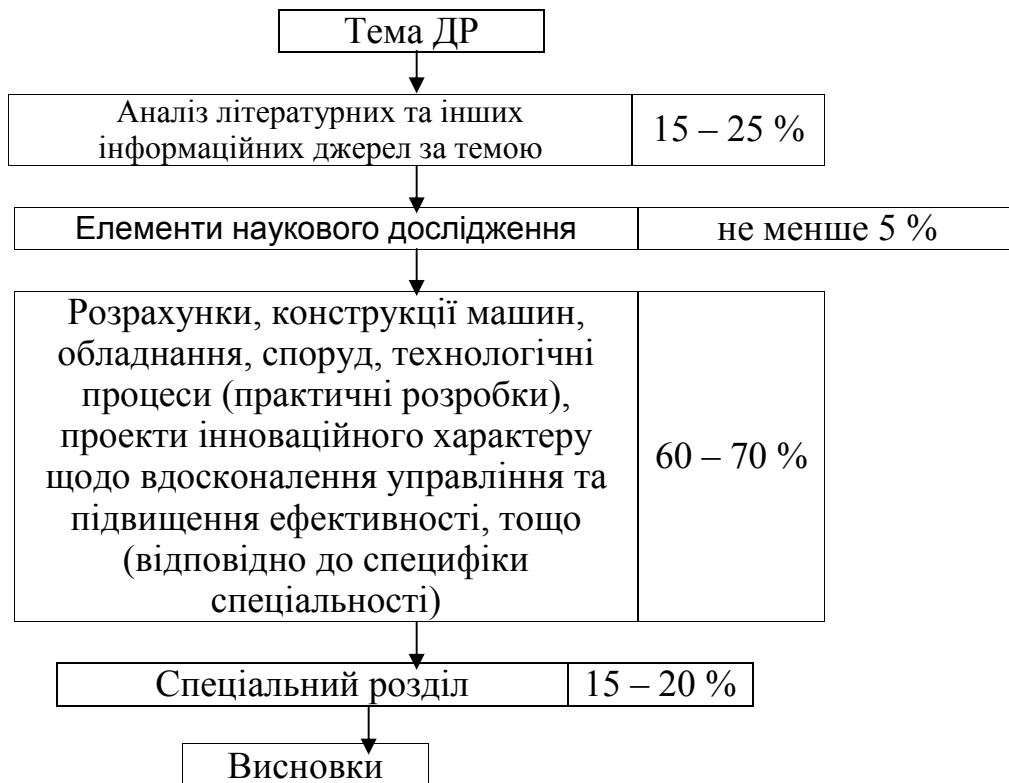 Тема ДР
Аналіз літературних та інших
інформаційних джерел за темою
15 – 25 %
Елементи наукового дослідження
не менше 5 %
Розрахунки, конструкції машин,
обладнання, споруд, технологічні
процеси (практичні розробки),
проекти інноваційного характеру
щодо вдосконалення управління та
підвищення ефективності, тощо
(відповідно до специфіки
спеціальності)
60 – 70 %
Спеціальний розділ
15 – 20 %
Висновки